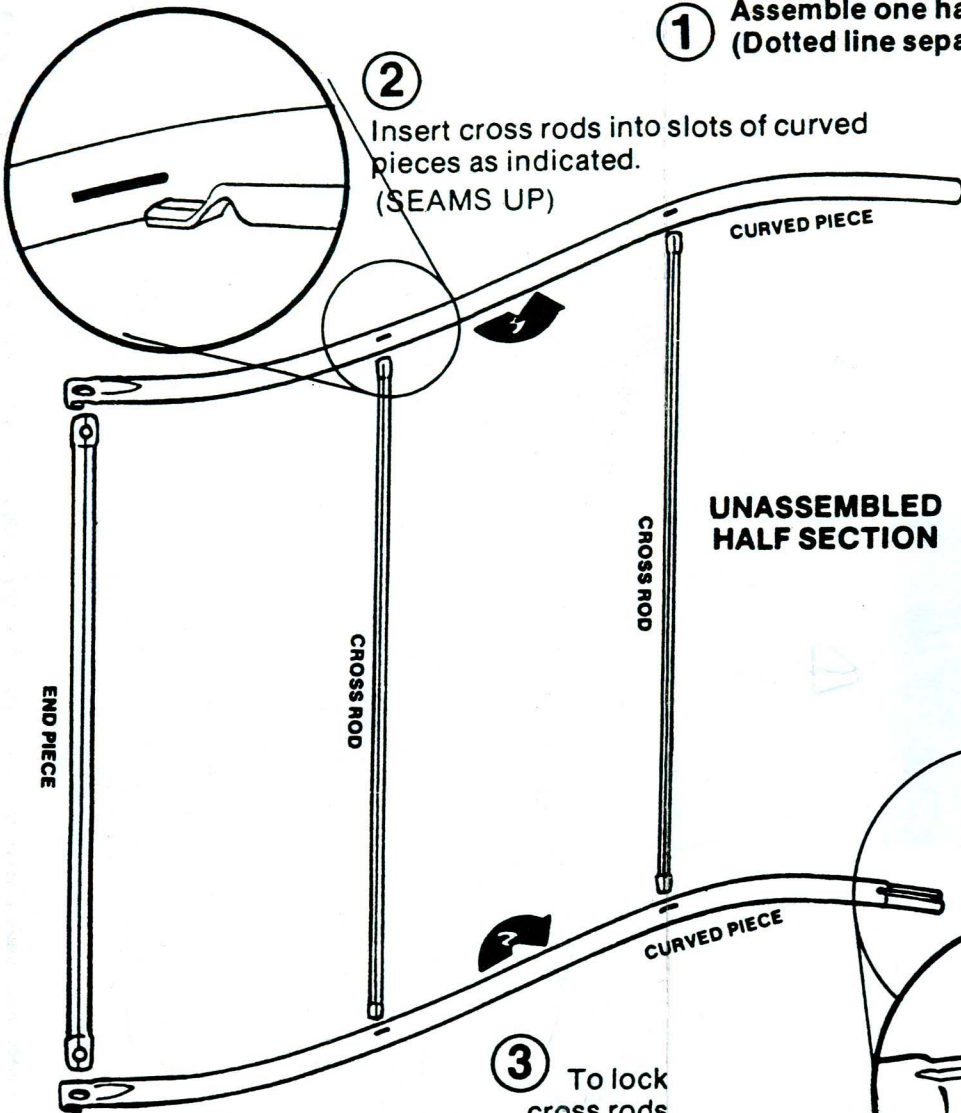 1
Assemble one ha
(Dotted line sepa
2
Insert cross rods into slots of curved
pieces as indicated.
(SEAMS UP)
CURVED PIECE
UNASSEMBLED
HALF SECTION
CROSS ROD
CROSS ROD
END PIECE
CURVED PIECE
3
To lock
cross rods